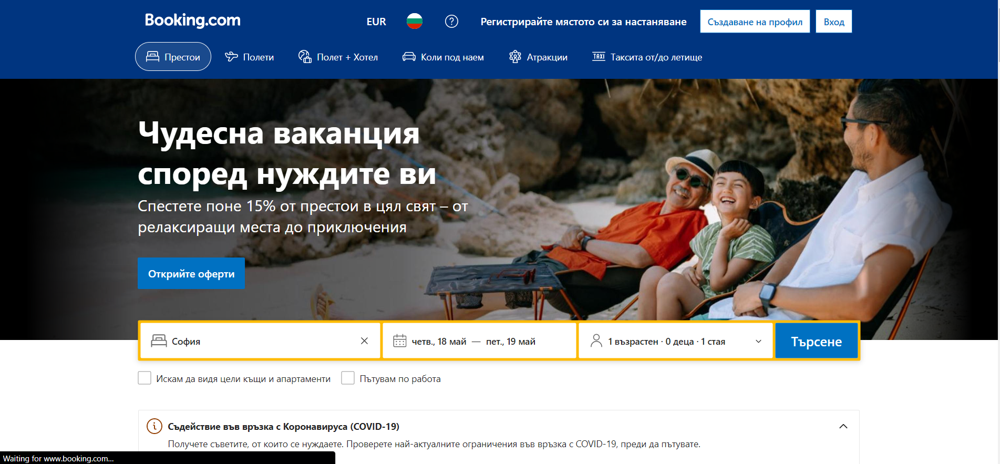 Booking.com
EUR
Регистрирайте мястото си за настаняване
Създаване на профил
Вход
Престои
Полети
Полет + Хотел
Коли под наем
Атракции
TAXI
Таксита от/до летище
Чудесна ваканция
според нуждите ви
Спестете поне 15% от престои в цял свят – от
релаксиращи места до приключения
Открийте оферти
София
четв., 18 май — пет., 19 май
1 възрастен · 0 деца · 1 стая
Търсене
Искам да видя цели къщи и апартаменти
Пътувам по работа
Съдействие във връзка с Коронавируса (COVID-19)
Получете съветите, от които се нуждаете. Проверете най-актуалните ограничения във връзка с COVID-19, преди да пътувате.
Waiting for www.booking.com...